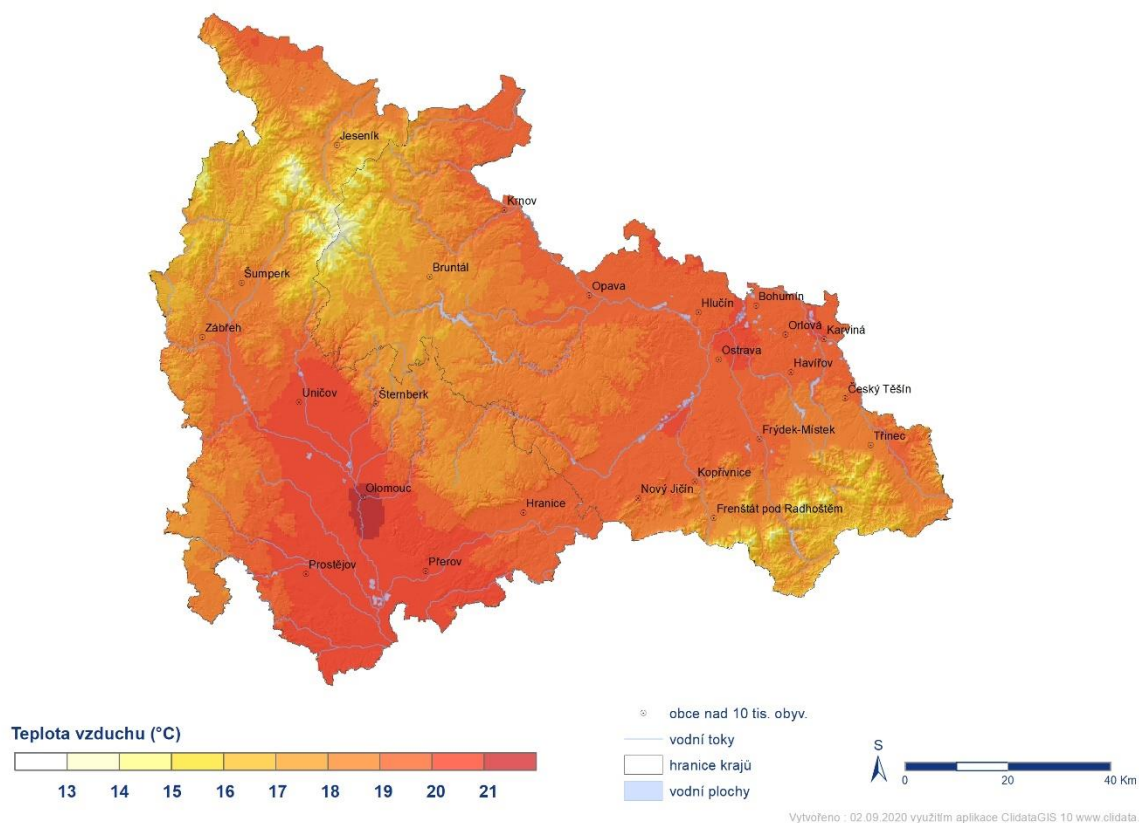 Jeseník
Krnov
Šumperk
Bruntál
Opava
Hlučín
Bohumín
Zábřeh
Orlová
Karviná
Ostrava
Havířov
Uničov
Šternberk
Český Těšín
Frýdek-Místek
Třinec
Kopřivnice
Olomouc
Nový Jičín
Hranice
Frenštát pod Radhoštěm
Prostějov
Přerov
Teplota vzduchu (°C)
13 14 15 16 17 18 19 20 21
obce nad 10 tis. obyv.
vodní toky
hranice krajů
vodní plochy
S
0 20 40 Km
Vytvořeno : 02.09.2020 využitím aplikace ClidataGIS 10 www.clidata